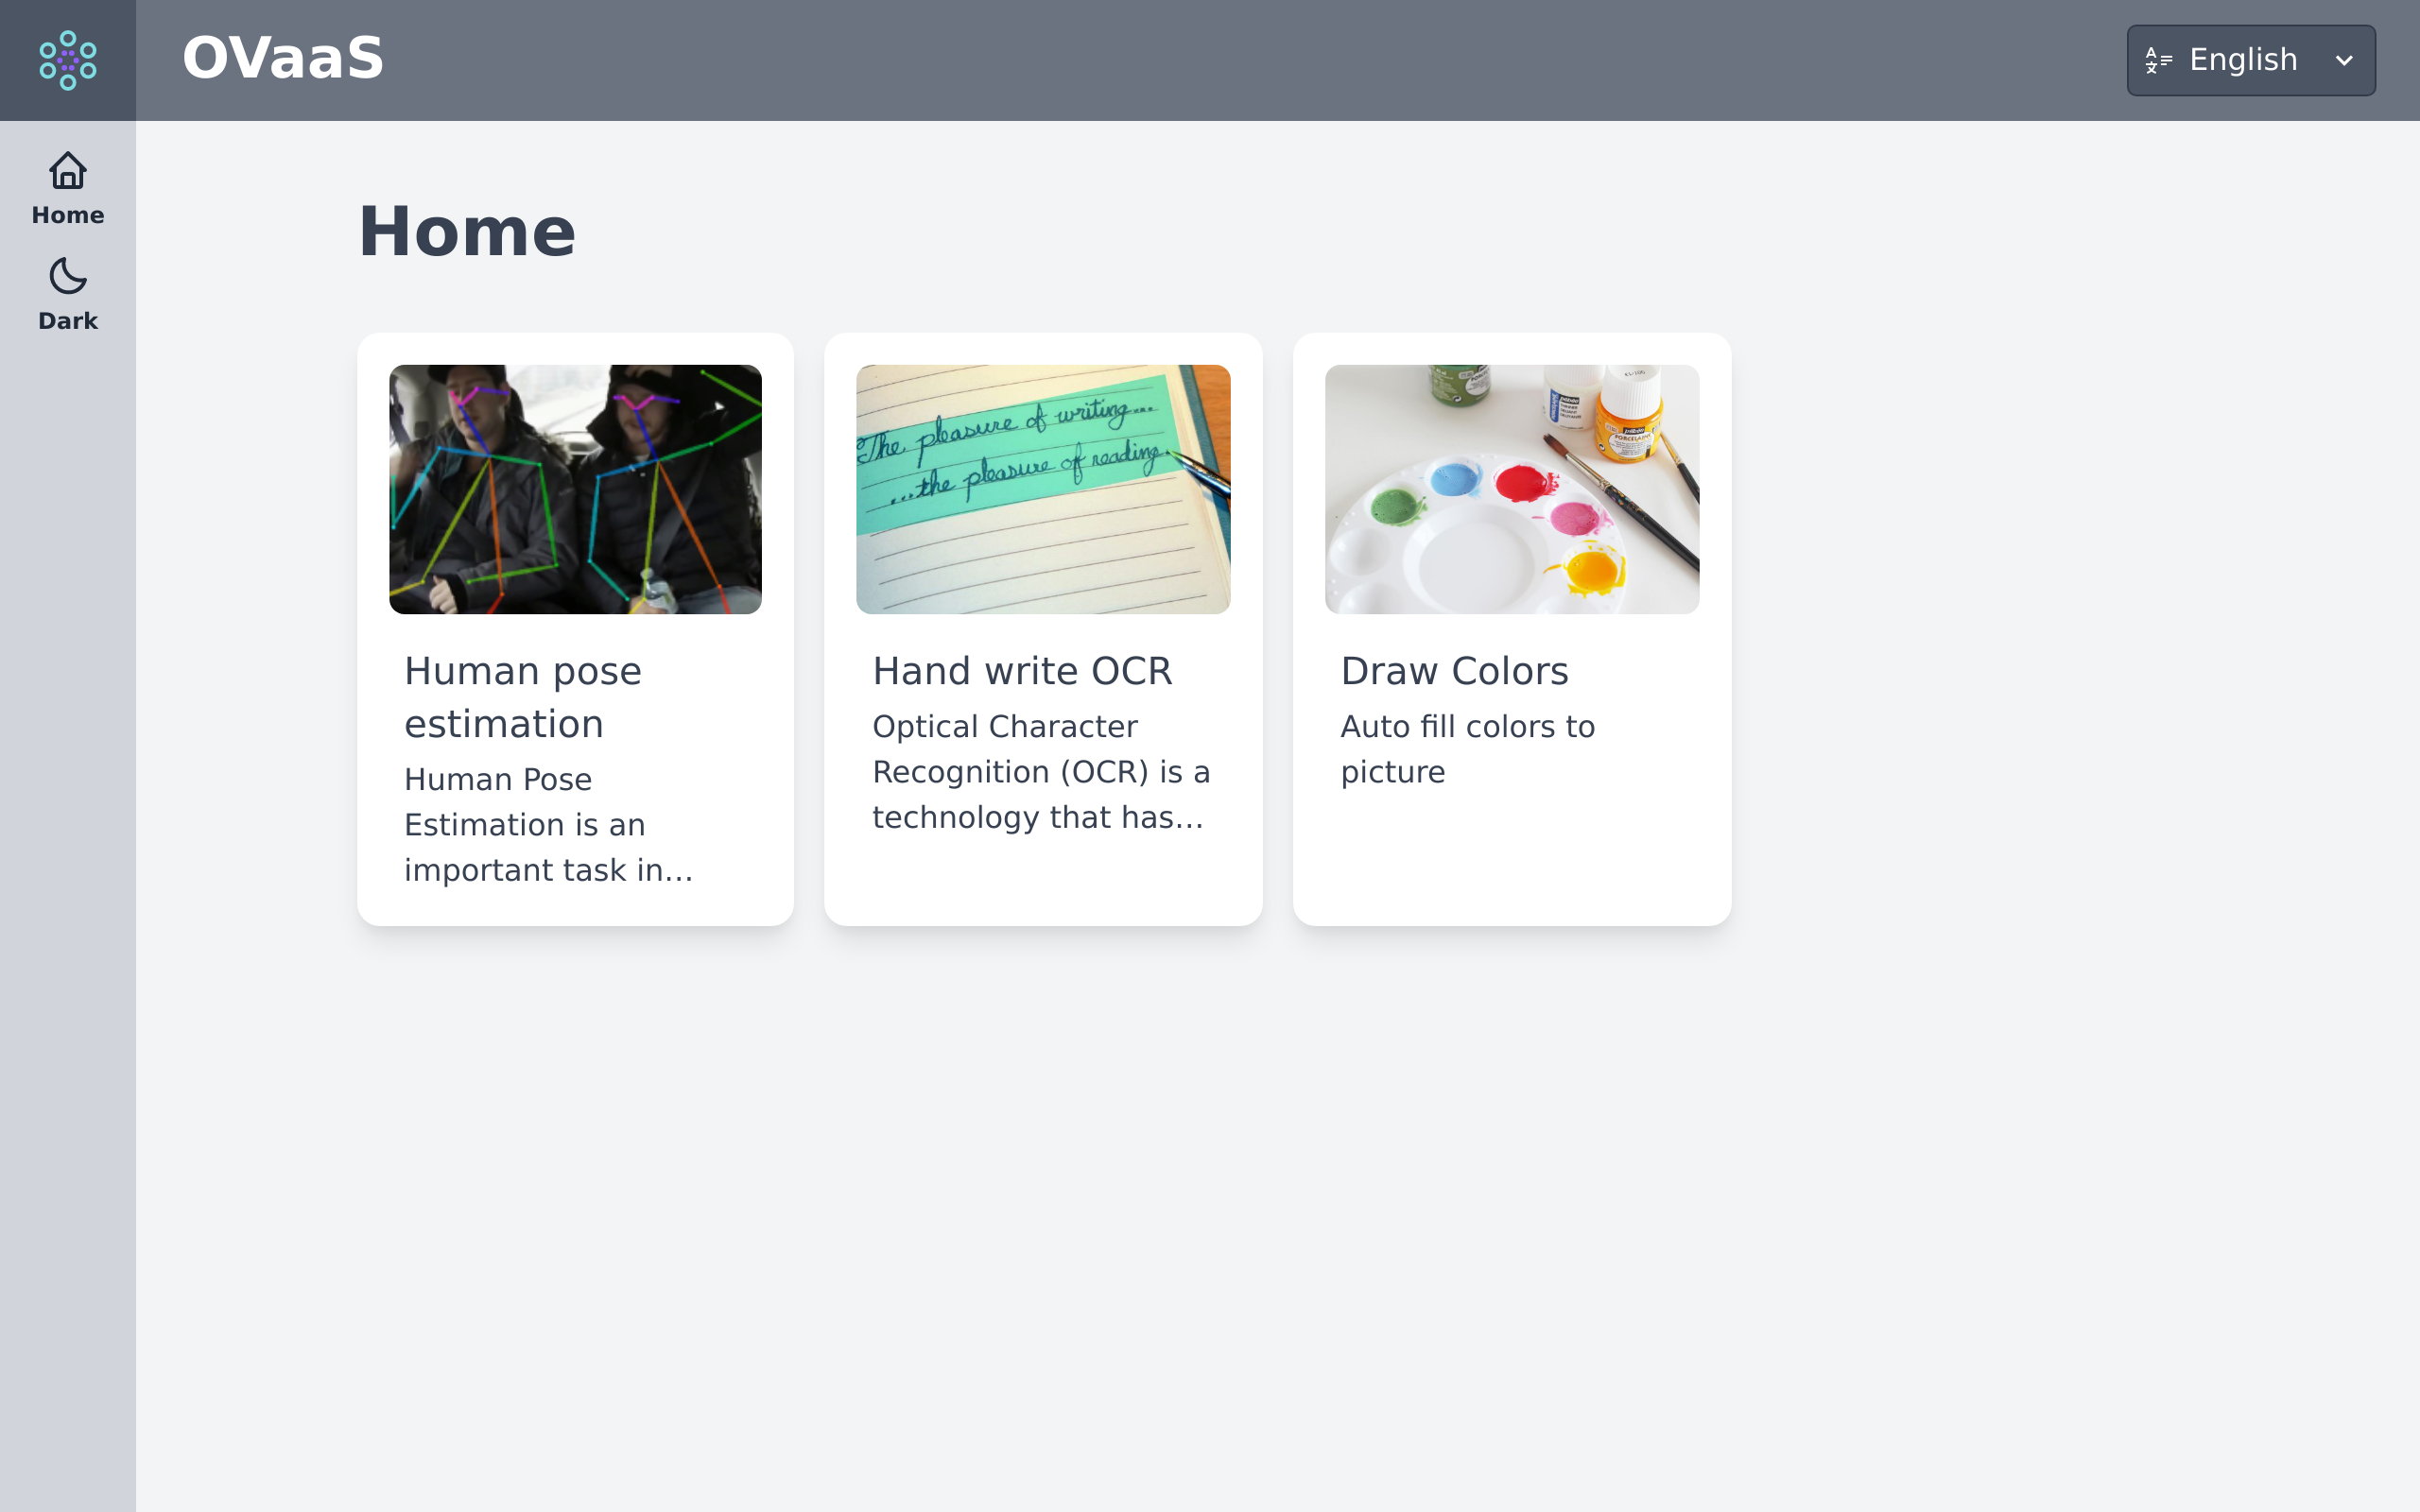 OVaaS
English
Home
Dark
Home
The pleasure of writing...
...the pleasure of reading.
pébéo
PORCELAINE
Human pose
estimation
Human Pose
Estimation is an
important task in...
Hand write OCR
Optical Character
Recognition (OCR) is a
technology that has...
Draw Colors
Auto fill colors to
picture